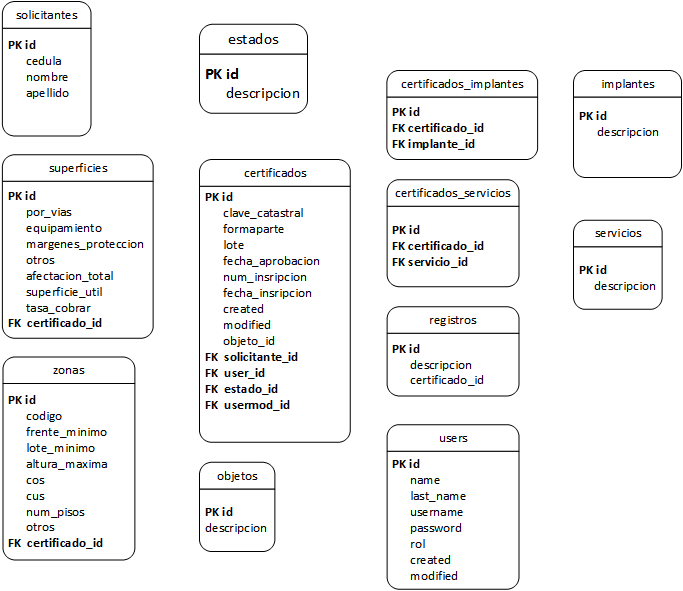 solicitantes
PK id
cedula
nombre
apellido
estados
PK id
descripcion
certificados_implantes
PK id
FK certificado_id
FK implante_id
implantes
PK id
descripcion
superficies
PK id
por_vias
equipamiento
margenes_proteccion
otros
afectacion_total
superficie_util
tasa_cobrar
FK certificado_id
certificados
PK id
clave_catastral
formaparte
lote
fecha_aprobacion
num_insripcion
fecha_insripcion
created
modified
objeto_id
FK solicitante_id
FK user_id
FK estado_id
FK usermod_id
certificados_servicios
PK id
FK certificado_id
FK servicio_id
servicios
PK id
descripcion
registros
PK id
descripcion
certificado_id
zonas
PK id
codigo
frente_minimo
lote_minimo
altura_maxima
cos
cus
num_pisos
otros
FK certificado_id
objetos
PK id
descripcion
users
PK id
name
last_name
username
password
rol
created
modified